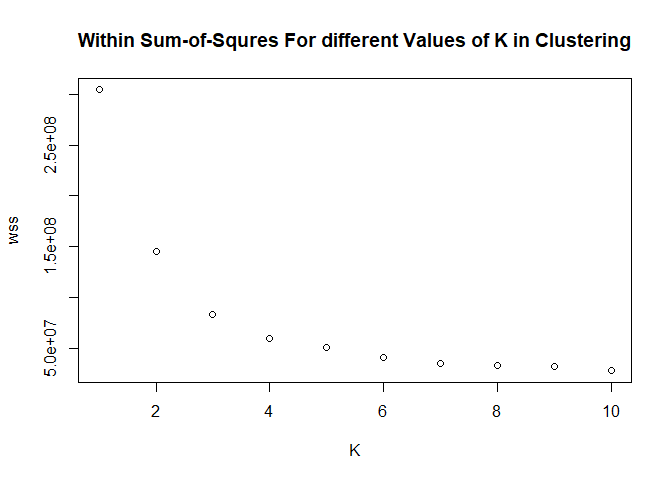 Within Sum-of-Squres For different Values of K in Clustering
2.5e+08
1.5e+08
5.0e+07
wss
2 4 6 8 10
K